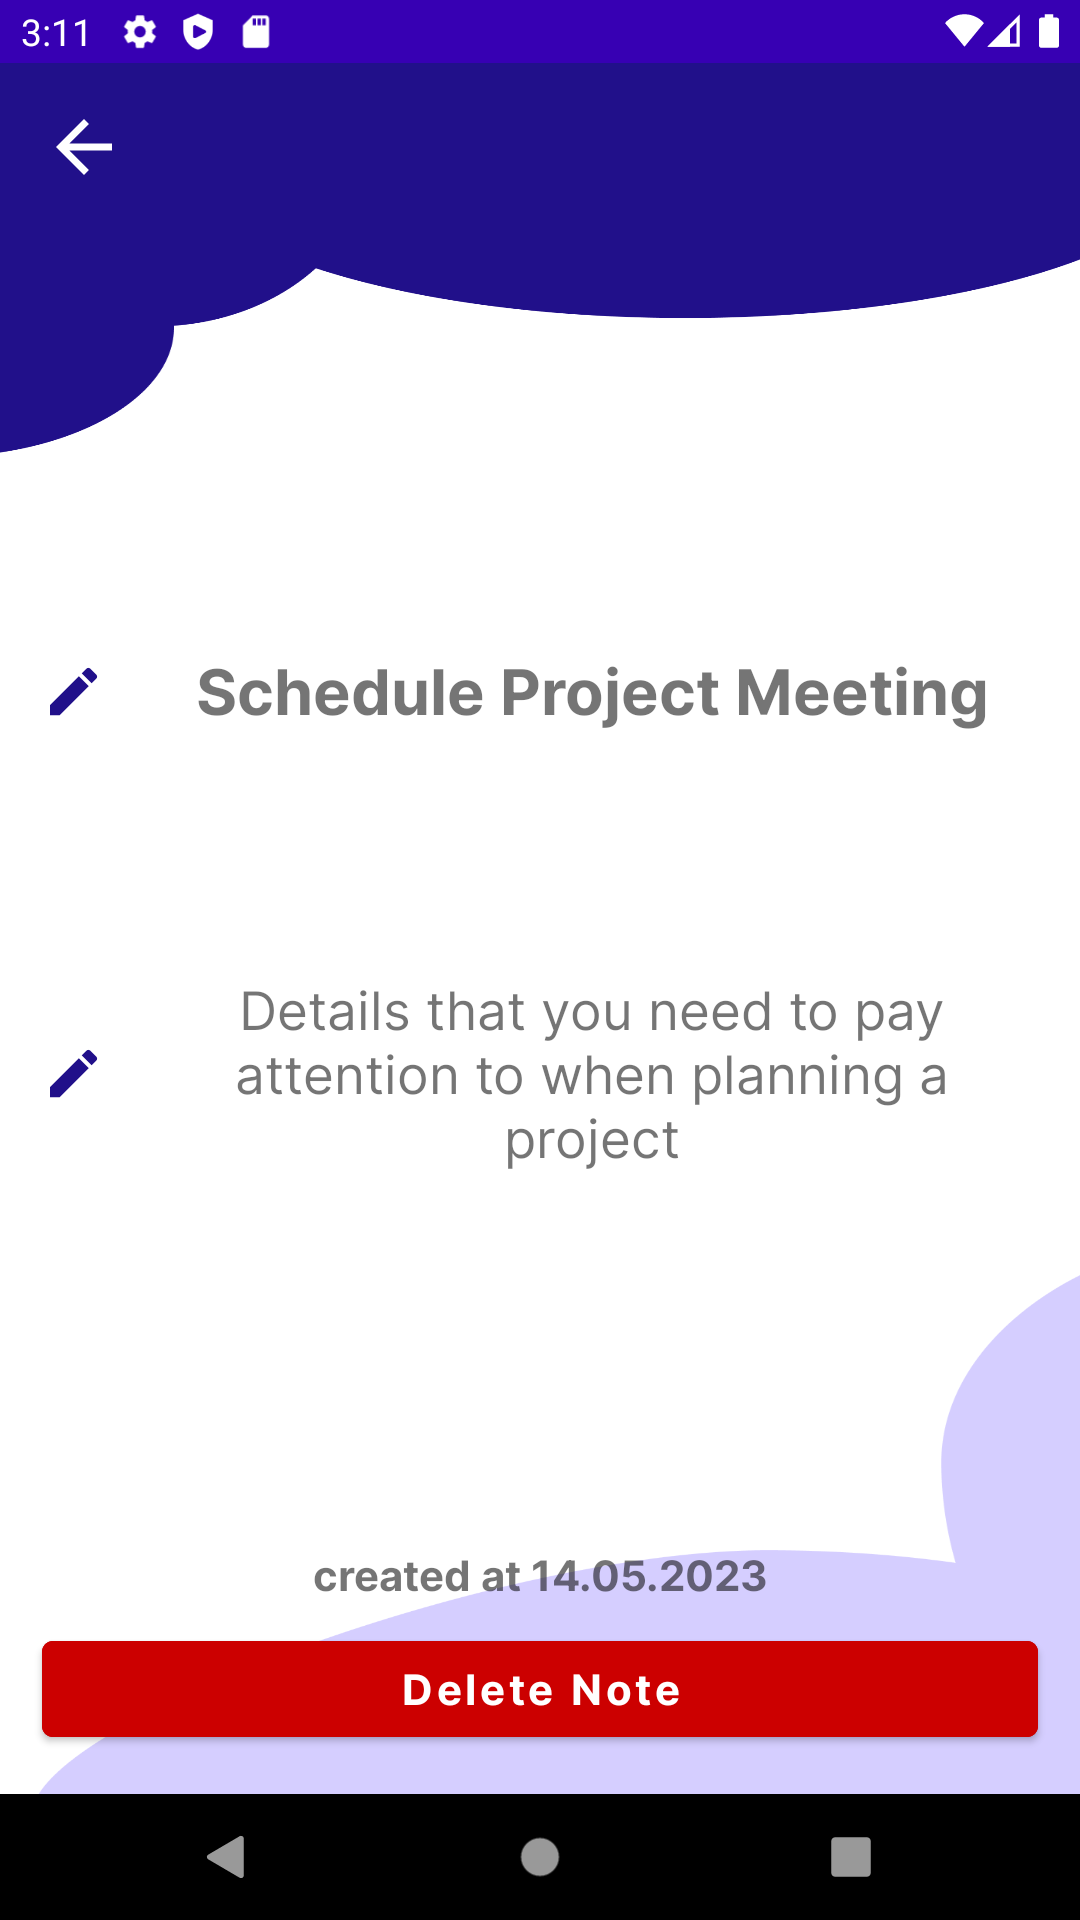 3:11
Schedule Project Meeting
Details that you need to pay
attention to when planning a
project
created at 14.05.2023
Delete Note